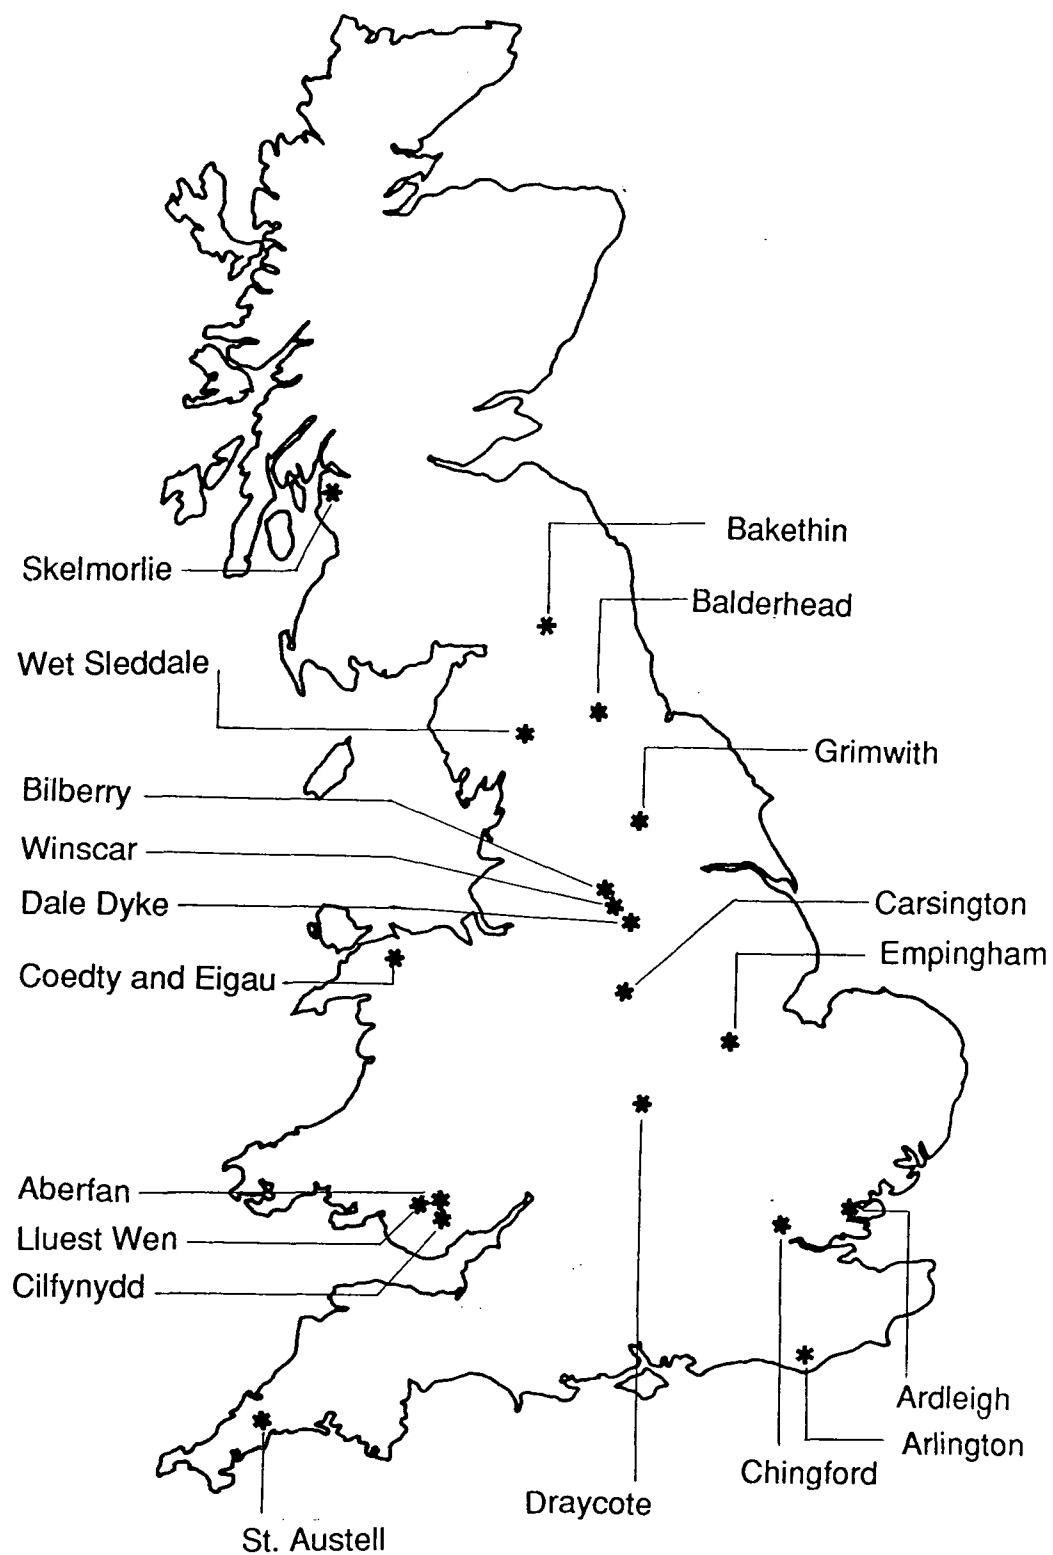 Bakethin
Skelmorlie
Balderhead
Wet Sleddale
Grimwith
Bilberry
Winscar
Dale Dyke
Carsington
Empingham
Coedty and Eigau
Aberfan
Lluest Wen
Cilfynydd
Ardleigh
Arlington
Chingford
Draycote
St. Austell